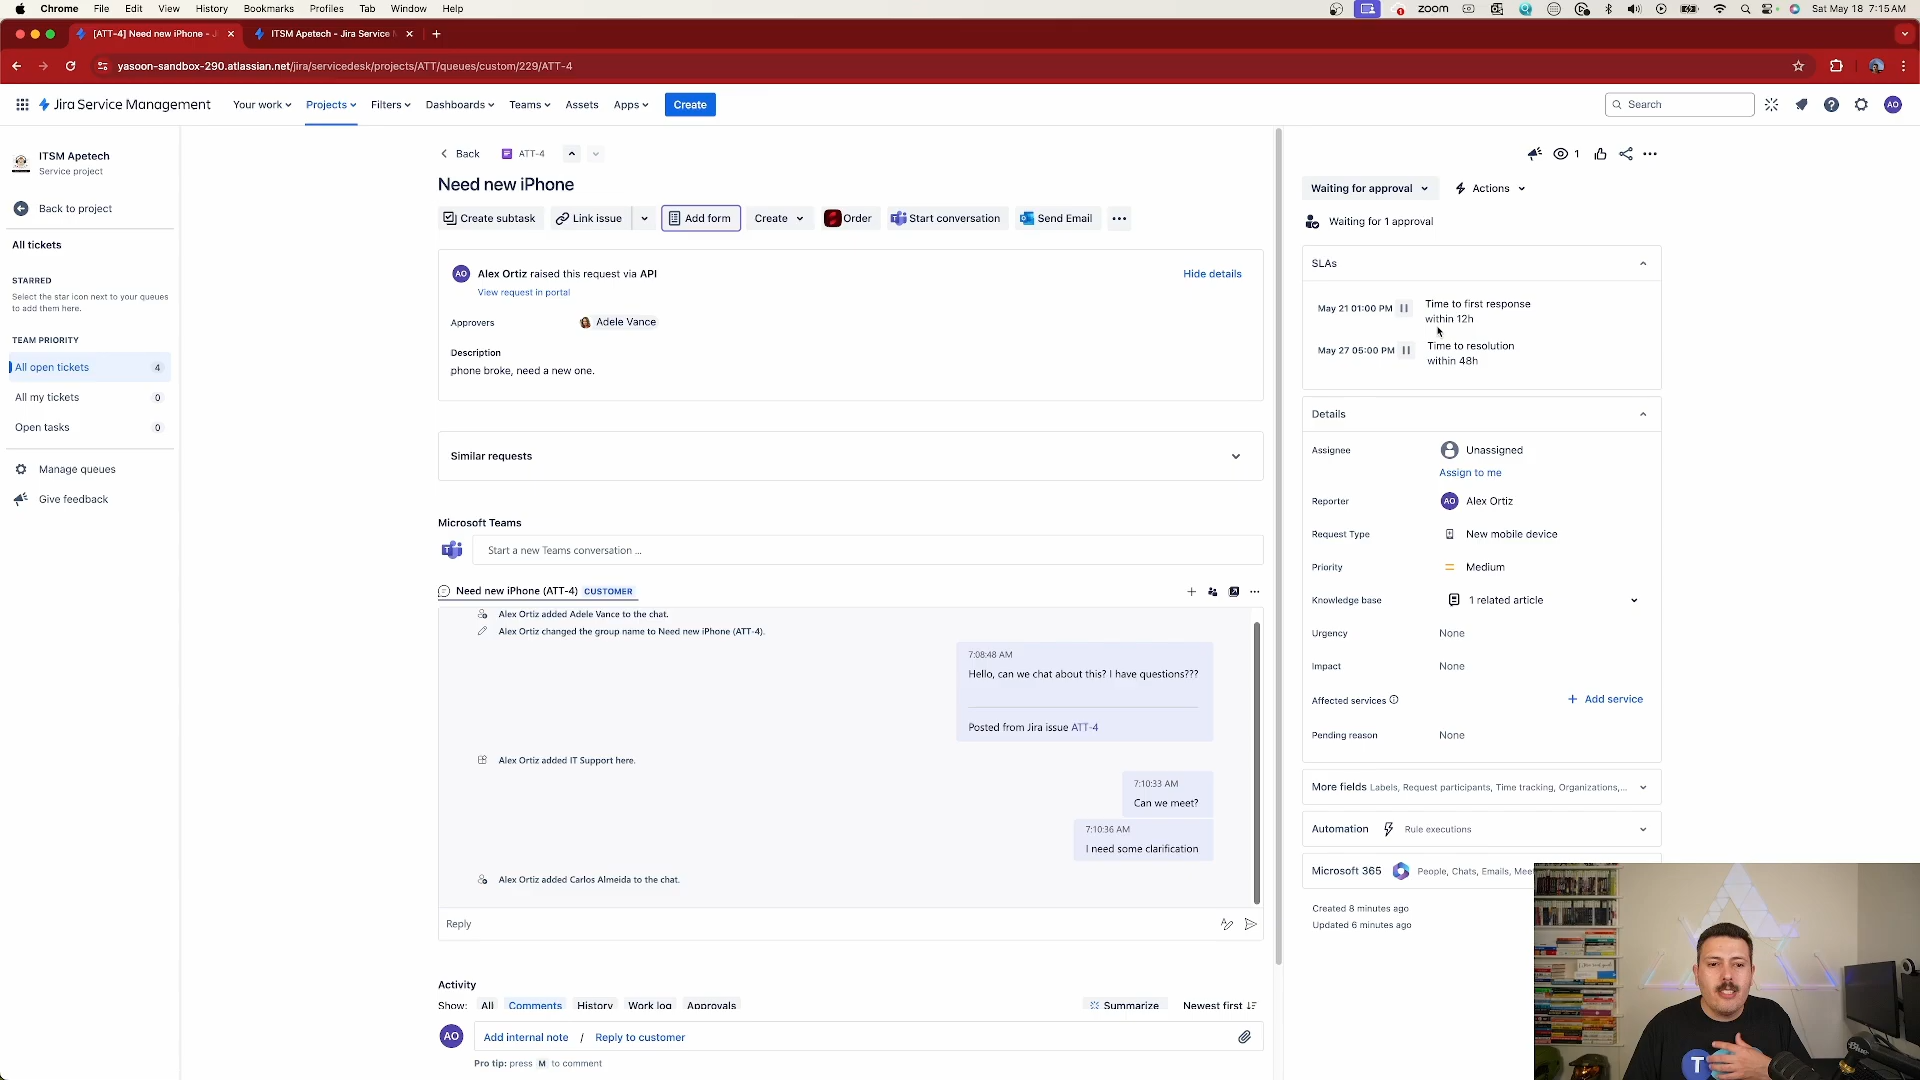 Chrome File Edit View History Bookmarks Profiles Tab Window Help
zoom
Sat May 18 7:15 AM
[ATT-4] Need new iPhone - J
ITSM Apetech - Jira Service M
yasoon-sandbox-290.atlassian.net/jira/servicedesk/projects/ATT/queues/custom/229/ATT-4
Jira Service Management
Your work
Projects
Filters
Dashboards
Teams
Assets
Apps
Create
Search
AO
ITSM Apetech
Service project
Back to project
All tickets
STARRED
Select the star icon next to your queues
to add them here.
TEAM PRIORITY
All open tickets 4
All my tickets 0
Open tasks 0
Manage queues
Give feedback
Back
ATT-4
Need new iPhone
Create subtask
Link issue
Add form
Create
Order
Start conversation
Send Email
AO
Alex Ortiz raised this request via API
Hide details
View request in portal
Approvers
Adele Vance
Description
phone broke, need a new one.
Similar requests
Microsoft Teams
Start a new Teams conversation ...
Need new iPhone (ATT-4) CUSTOMER
Alex Ortiz added Adele Vance to the chat.
Alex Ortiz changed the group name to Need new iPhone (ATT-4).
7:08:48 AM
Hello, can we chat about this? I have questions???
Posted from Jira issue ATT-4
Alex Ortiz added IT Support here.
7:10:33 AM
Can we meet?
7:10:36 AM
I need some clarification
Alex Ortiz added Carlos Almeida to the chat.
Reply
Activity
Show: All Comments History Work log Approvals
Summarize
Newest first
AO
Add internal note / Reply to customer
Pro tip: press M to comment
1
Waiting for approval
Actions
Waiting for 1 approval
SLAs
May 21 01:00 PM
Time to first response
within 12h
May 27 05:00 PM
Time to resolution
within 48h
Details
Assignee
Unassigned
Assign to me
Reporter
AO
Alex Ortiz
Request Type
New mobile device
Priority
Medium
Knowledge base
1 related article
Urgency
None
Impact
None
Affected services
Add service
Pending reason
None
More fields Labels, Request participants, Time tracking, Organizations,...
Automation
Rule executions
Microsoft 365
People, Chats, Emails, Mee
Created 8 minutes ago
Updated 6 minutes ago
T
Blue